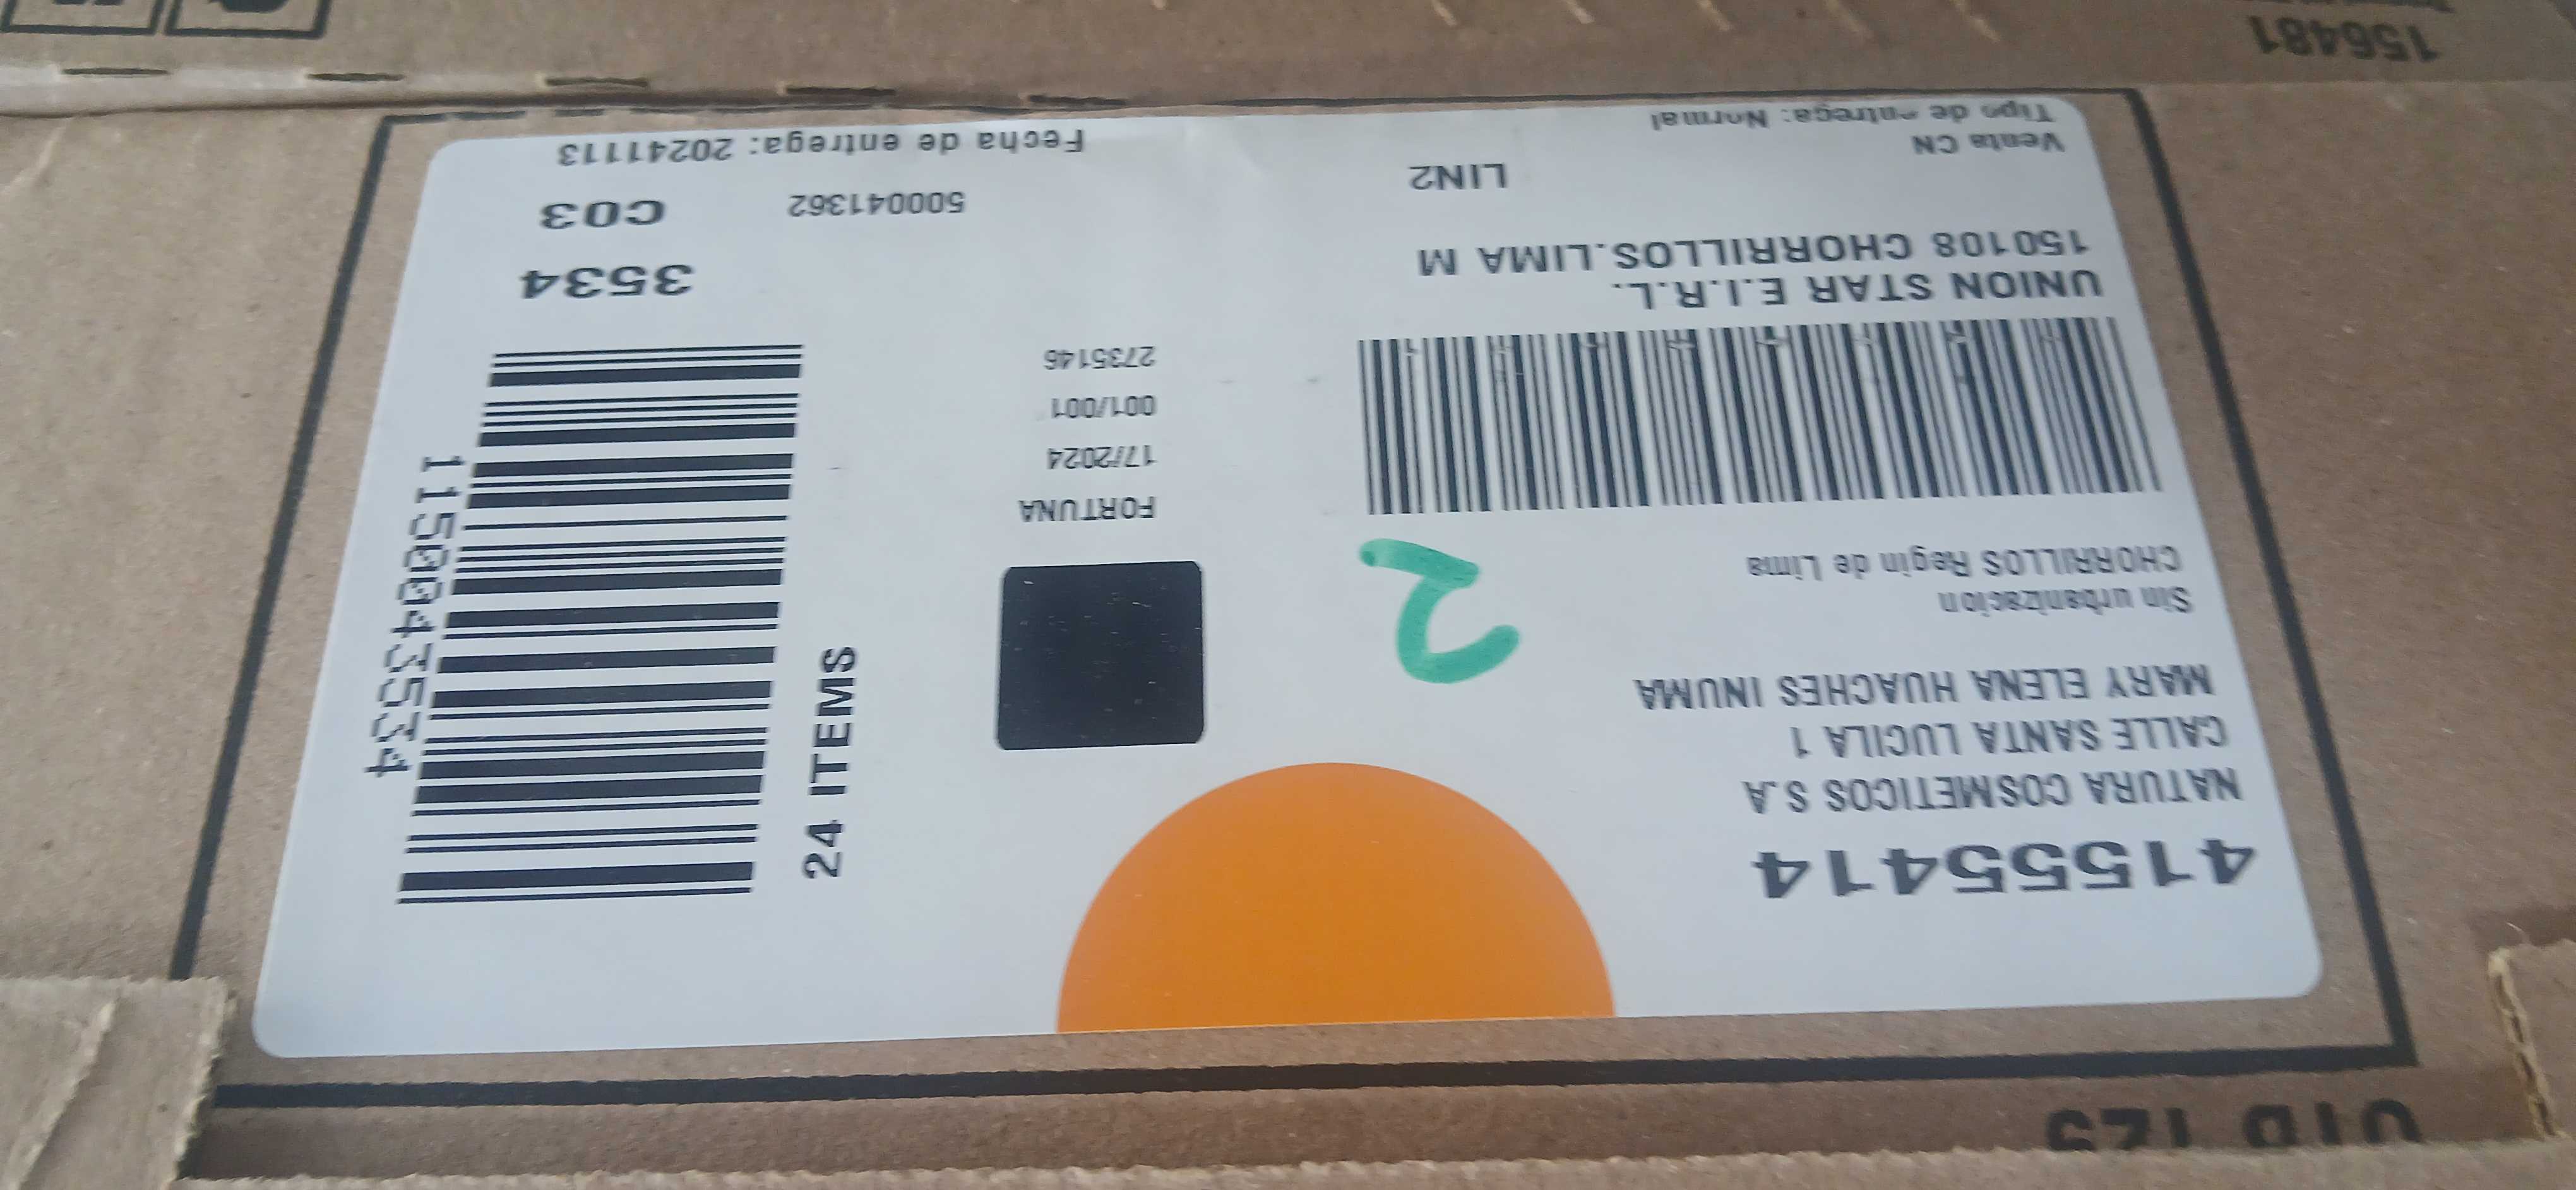 41555414
NATURA COSMETICOS S.A
CALLE SANTA LUCILA 1
MARY ELENA HUACHES INUMA
Sin urbanizacion
CHORRILLOS Regin de Lima
2
UNION STAR E.I.R.L.
150108 CHORRILLOS.LIMA M
LIN2
Venta CN
Tipo de entrega: Normal
FORTUNA
17/2024
001/001
2735146
24 ITEMS
1150043534
3534
500041362
C03
Fecha de entrega: 20241113
156481